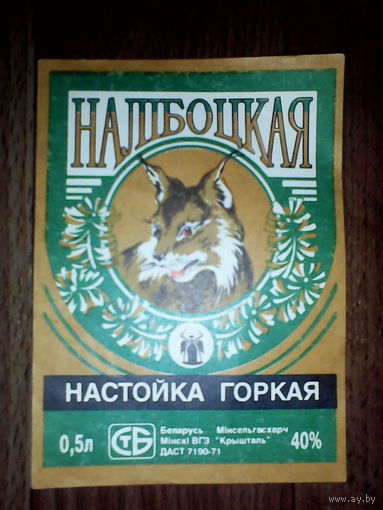 НАЛІБОЦКАЯ
НАСТОЙКА ГОРКАЯ
0,5л
СТБ
Беларусь Мінсельгасхарч
Мінскі ВГЗ "Крышталь"
ДАСТ 7190-71
40%
www.ay.by